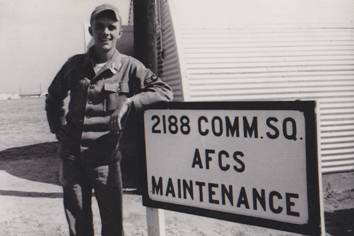 2188 COMM. SQ.
AFCS
MAINTENANCE